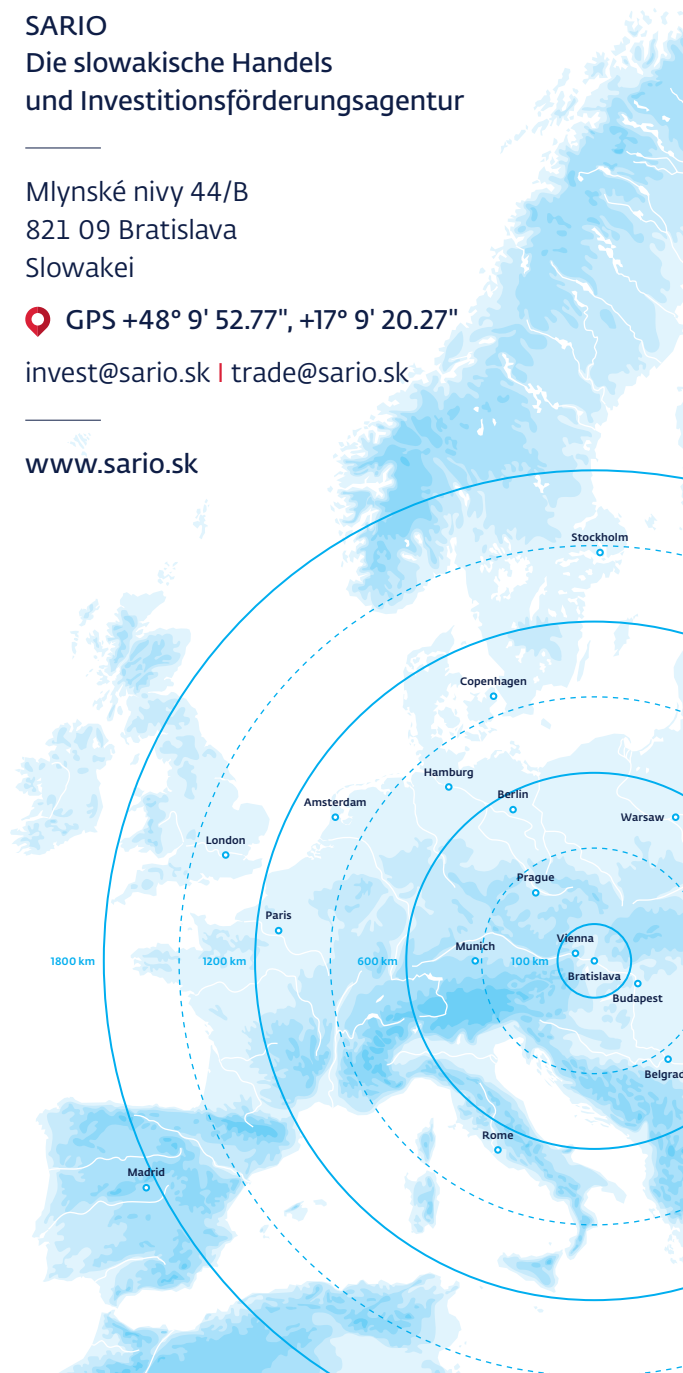 SARIO
Die slowakische Handels
und Investitionsförderungsagentur
Mlynské nivy 44/B
821 09 Bratislava
Slowakei
GPS +48° 9' 52.77", +17° 9' 20.27"
invest@sario.sk I trade@sario.sk
www.sario.sk
Stockholm
Copenhagen
Hamburg
Berlin
Amsterdam
Warsaw
London
Prague
Paris
Vienna
Munich
1800 km
1200 km
600 km
100 km
Bratislava
Budapest
Belgrad
Rome
Madrid